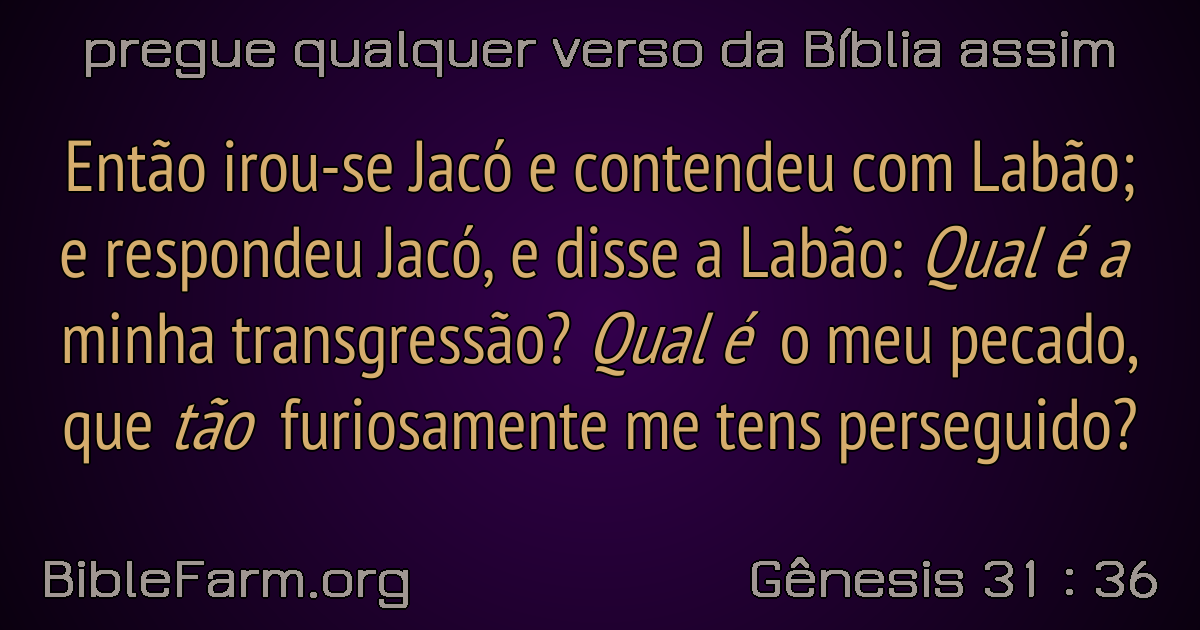 pregue qualquer verso da Bíblia assim
Então irou-se Jacó e contendeu com Labão;
e respondeu Jacó, e disse a Labão: Qual é a
minha transgressão? Qual é o meu pecado,
que tão furiosamente me tens perseguido?
BibleFarm.org
Gênesis 31 : 36